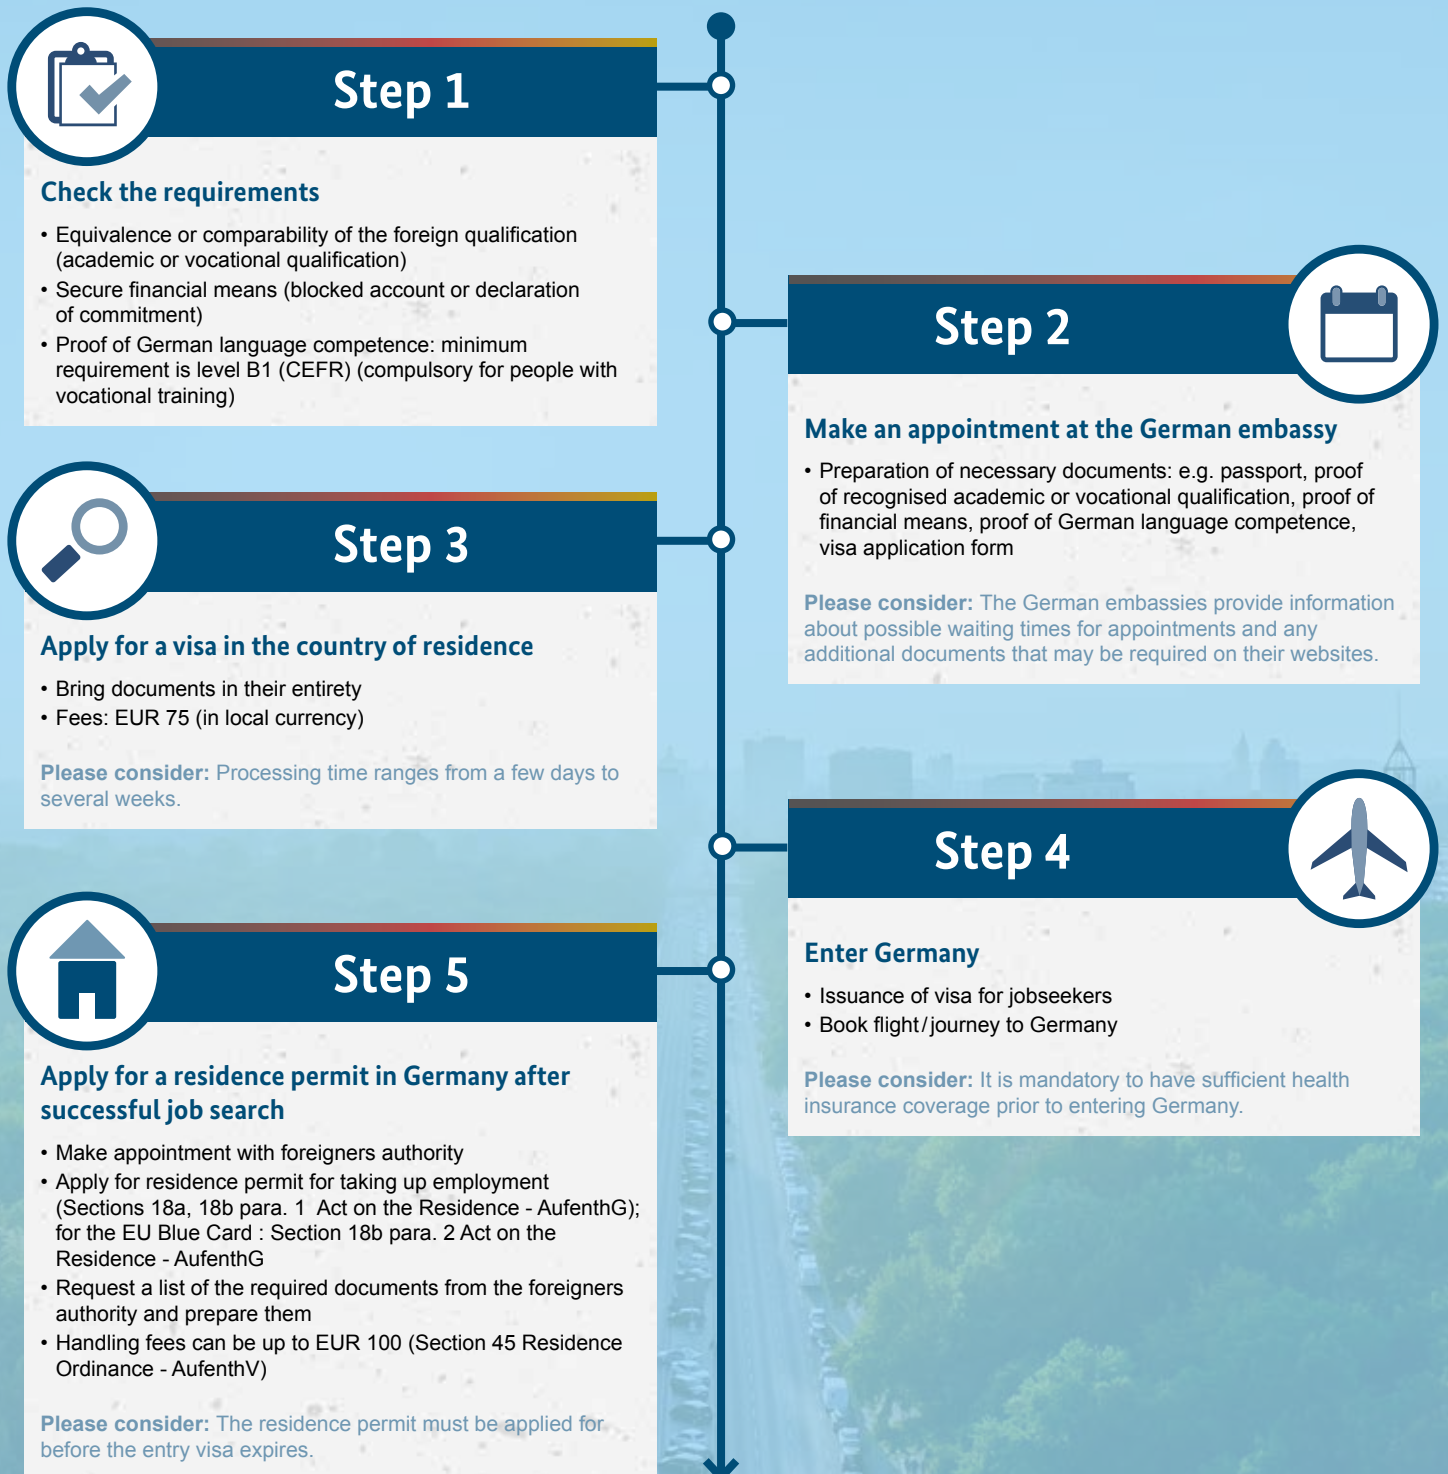 Step 1
Check the requirements
• Equivalence or comparability of the foreign qualification
(academic or vocational qualification)
• Secure financial means (blocked account or declaration
of commitment)
• Proof of German language competence: minimum
requirement is level B1 (CEFR) (compulsory for people with
vocational training)
Step 2
Make an appointment at the German embassy
• Preparation of necessary documents: e.g. passport, proof
of recognised academic or vocational qualification, proof of
financial means, proof of German language competence,
visa application form
Please consider: The German embassies provide information
about possible waiting times for appointments and any
additional documents that may be required on their websites.
Step 3
Apply for a visa in the country of residence
• Bring documents in their entirety
• Fees: EUR 75 (in local currency)
Please consider: Processing time ranges from a few days to
several weeks.
Step 4
Enter Germany
• Issuance of visa for jobseekers
• Book flight/journey to Germany
Please consider: It is mandatory to have sufficient health
insurance coverage prior to entering Germany.
Step 5
Apply for a residence permit in Germany after
successful job search
• Make appointment with foreigners authority
• Apply for residence permit for taking up employment
(Sections 18a, 18b para. 1 Act on the Residence - AufenthG);
for the EU Blue Card : Section 18b para. 2 Act on the
Residence - AufenthG
• Request a list of the required documents from the foreigners
authority and prepare them
• Handling fees can be up to EUR 100 (Section 45 Residence
Ordinance - AufenthV)
Please consider: The residence permit must be applied for
before the entry visa expires.